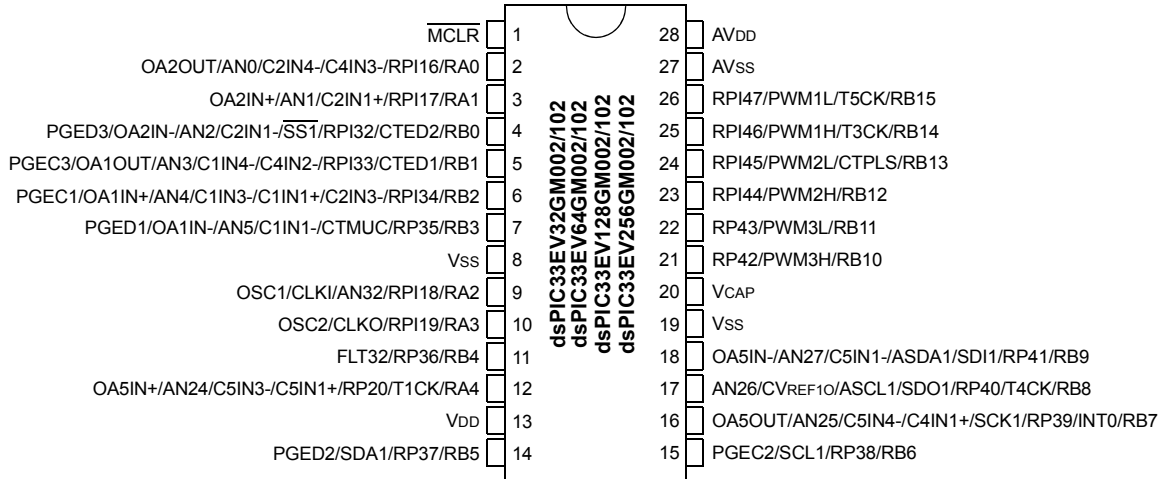 MCLR 1
OA2OUT/AN0/C2IN4-/C4IN3-/RPI16/RA0 2
OA2IN+/AN1/C2IN1+/RPI17/RA1 3
PGED3/OA2IN-/AN2/C2IN1-/SS1/RPI32/CTED2/RB0 4
PGEC3/OA1OUT/AN3/C1IN4-/C4IN2-/RPI33/CTED1/RB1 5
PGEC1/OA1IN+/AN4/C1IN3-/C1IN1+/C2IN3-/RPI34/RB2 6
PGED1/OA1IN-/AN5/C1IN1-/CTMUC/RP35/RB3 7
VSS 8
OSC1/CLKI/AN32/RPI18/RA2 9
OSC2/CLKO/RPI19/RA3 10
FLT32/RP36/RB4 11
OA5IN+/AN24/C5IN3-/C5IN1+/RP20/T1CK/RA4 12
VDD 13
PGED2/SDA1/RP37/RB5 14
dsPIC33EV32GM002/102
dsPIC33EV64GM002/102
dsPIC33EV128GM002/102
dsPIC33EV256GM002/102
28 AVDD
27 AVSS
26 RPI47/PWM1L/T5CK/RB15
25 RPI46/PWM1H/T3CK/RB14
24 RPI45/PWM2L/CTPLS/RB13
23 RPI44/PWM2H/RB12
22 RP43/PWM3L/RB11
21 RP42/PWM3H/RB10
20 VCAP
19 VSS
18 OA5IN-/AN27/C5IN1-/ASDA1/SDI1/RP41/RB9
17 AN26/CVREF1O/ASCL1/SDO1/RP40/T4CK/RB8
16 OA5OUT/AN25/C5IN4-/C4IN1+/SCK1/RP39/INT0/RB7
15 PGEC2/SCL1/RP38/RB6